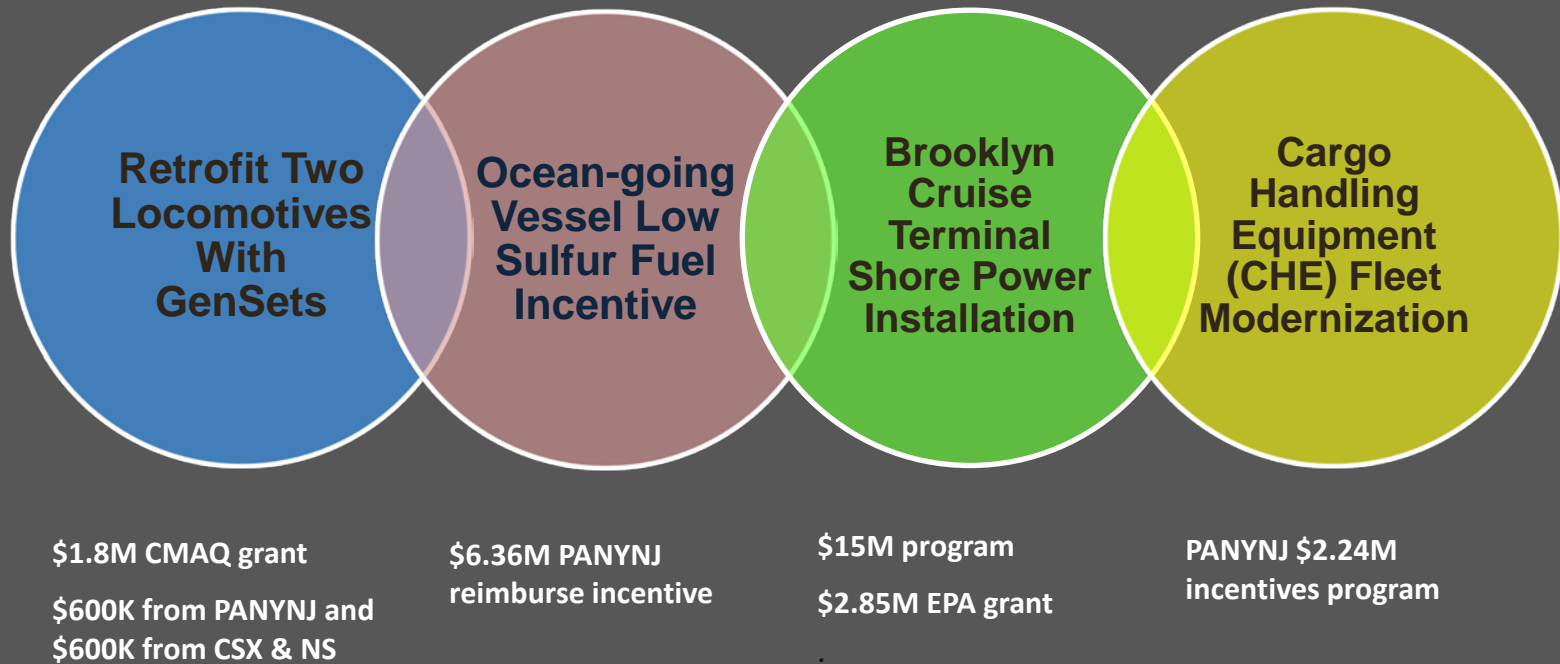 Retrofit Two
Locomotives
With
GenSets
Ocean-going
Vessel Low
Sulfur Fuel
Incentive
Brooklyn
Cruise
Terminal
Shore Power
Installation
Cargo
Handling
Equipment
(CHE) Fleet
Modernization
$1.8M CMAQ grant
$600K from PANYNJ and
$600K from CSX & NS
$6.36M PANYNJ
reimburse incentive
$15M program
$2.85M EPA grant
.
PANYNJ $2.24M
incentives program